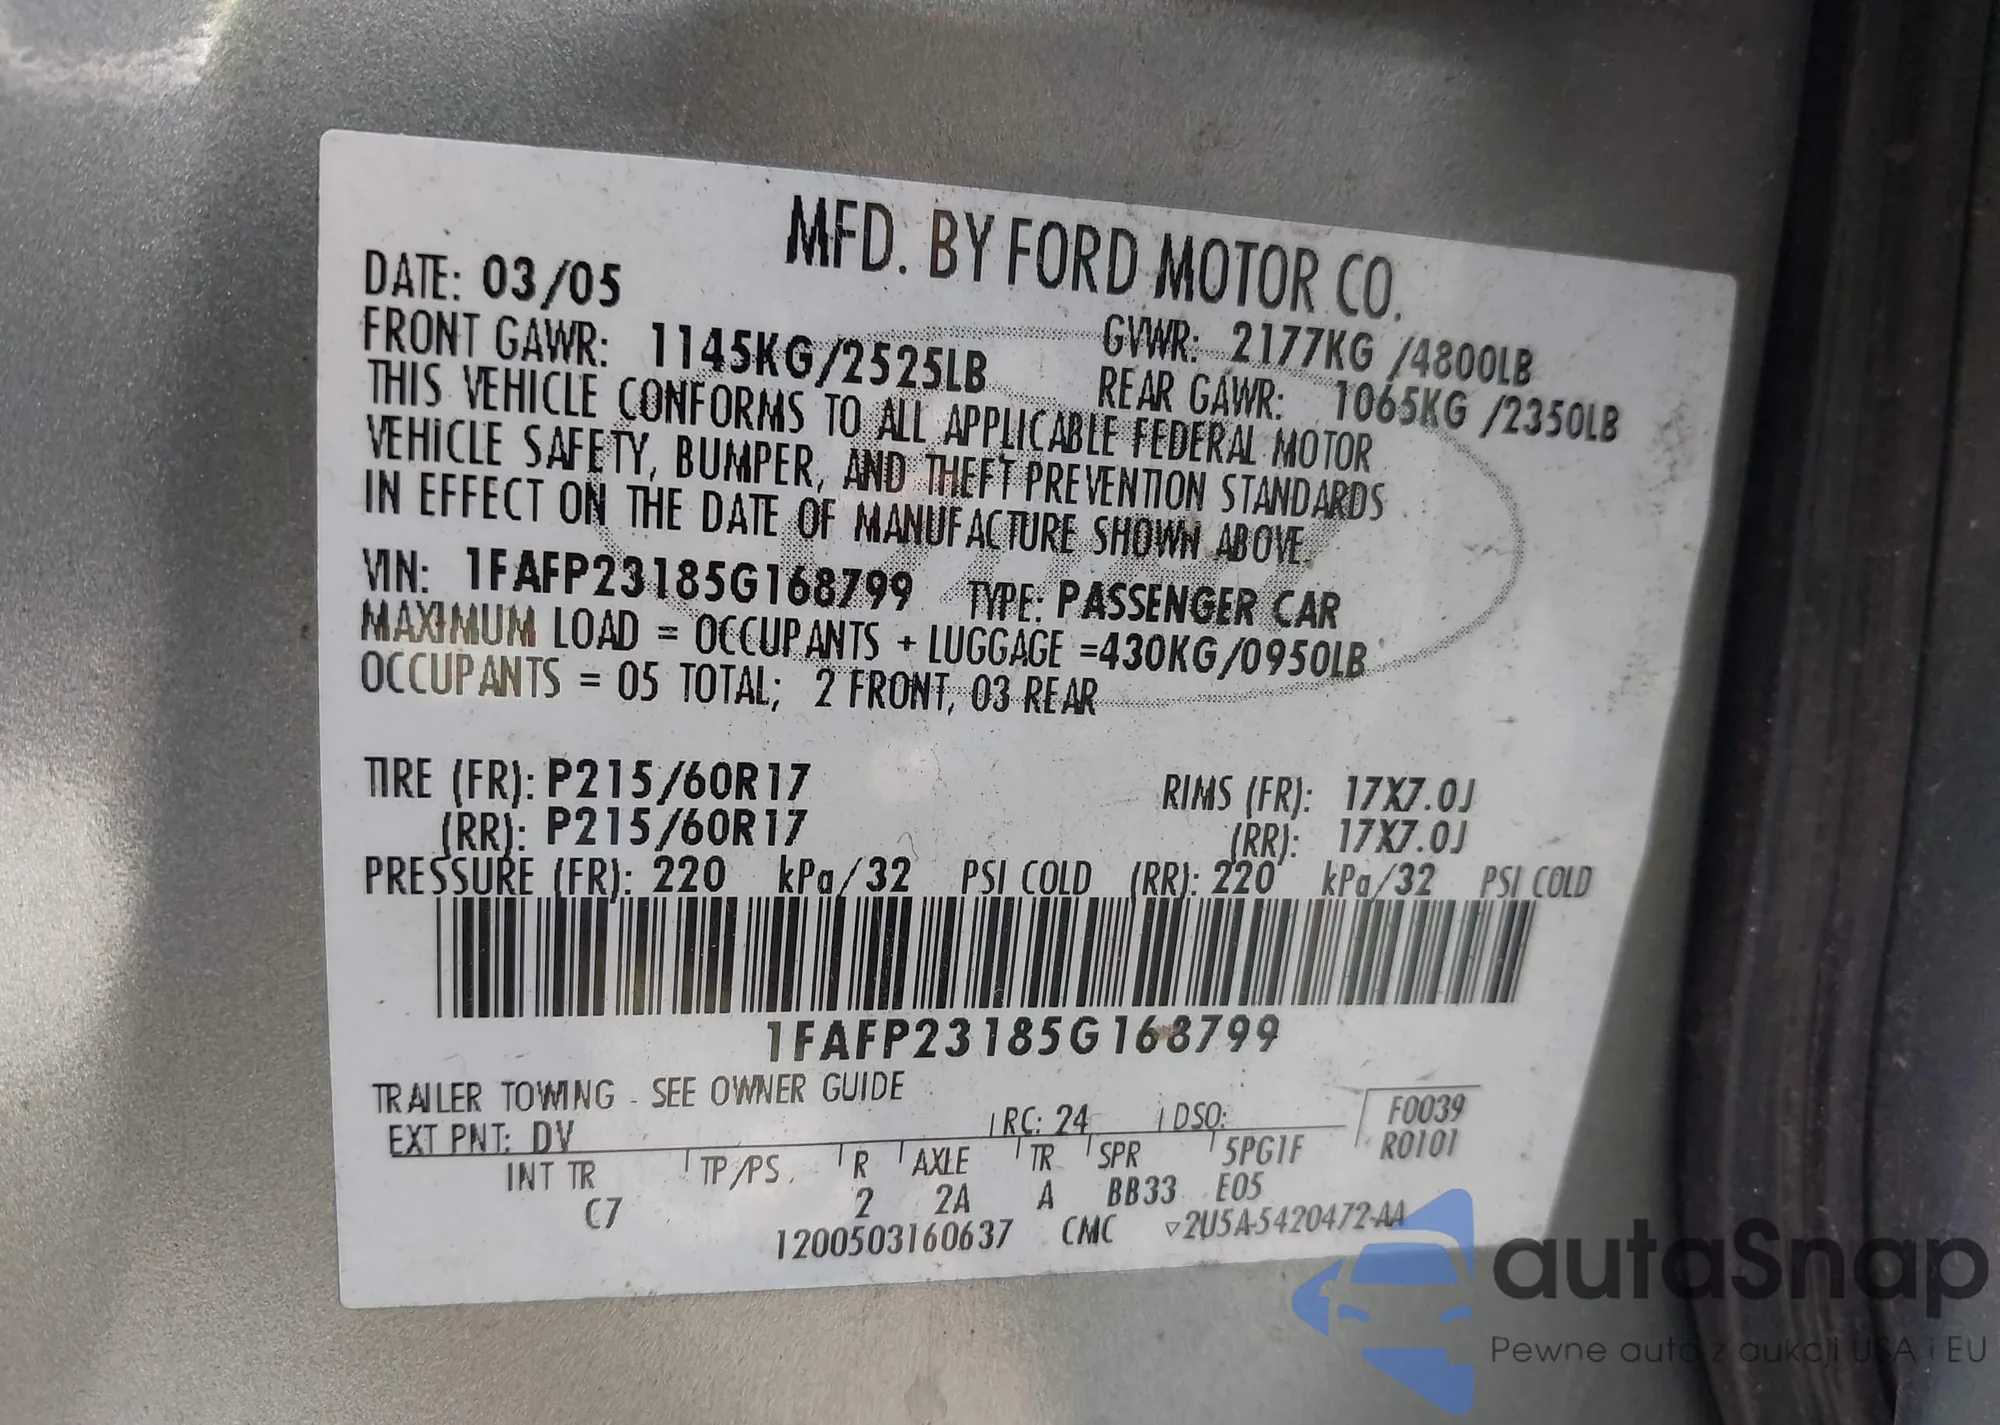 MFD. BY FORD MOTOR CO.
DATE: 03/05
GVWR: 2177KG /4800LB
FRONT GAWR: 1145KG/2525LB
REAR GAWR: 1065KG /2350LB
THIS VEHICLE CONFORMS TO ALL APPLICABLE FEDERAL MOTOR
VEHICLE SAFETY, BUMPER, AND THEFT PREVENTION STANDARDS
IN EFFECT ON THE DATE OF MANUFACTURE SHOWN ABOVE.
VIN: 1FAFP23185G168799 TYPE: PASSENGER CAR
MAXIMUM LOAD = OCCUPANTS + LUGGAGE =430KG/0950LB
OCCUPANTS = 05 TOTAL; 2 FRONT, 03 REAR
TIRE (FR): P215/60R17 RIMS (FR): 17X7.0J
(RR): P215/60R17 (RR): 17X7.0J
PRESSURE (FR): 220 kPa/32 PSI COLD (RR): 220 kPa/32 PSI COLD
1FAFP23185G168799
TRAILER TOWING - SEE OWNER GUIDE
EXT PNT: DV RC: 24 DSO: F0039
R0101
INT TR TP/PS R AXLE TR SPR 5PG1F
C7 2 2A A BB33 E05
1200503160637 CMC ▽2U5A-5420472-AA
autoSnap
Pewne auto z aukcji USA i EU